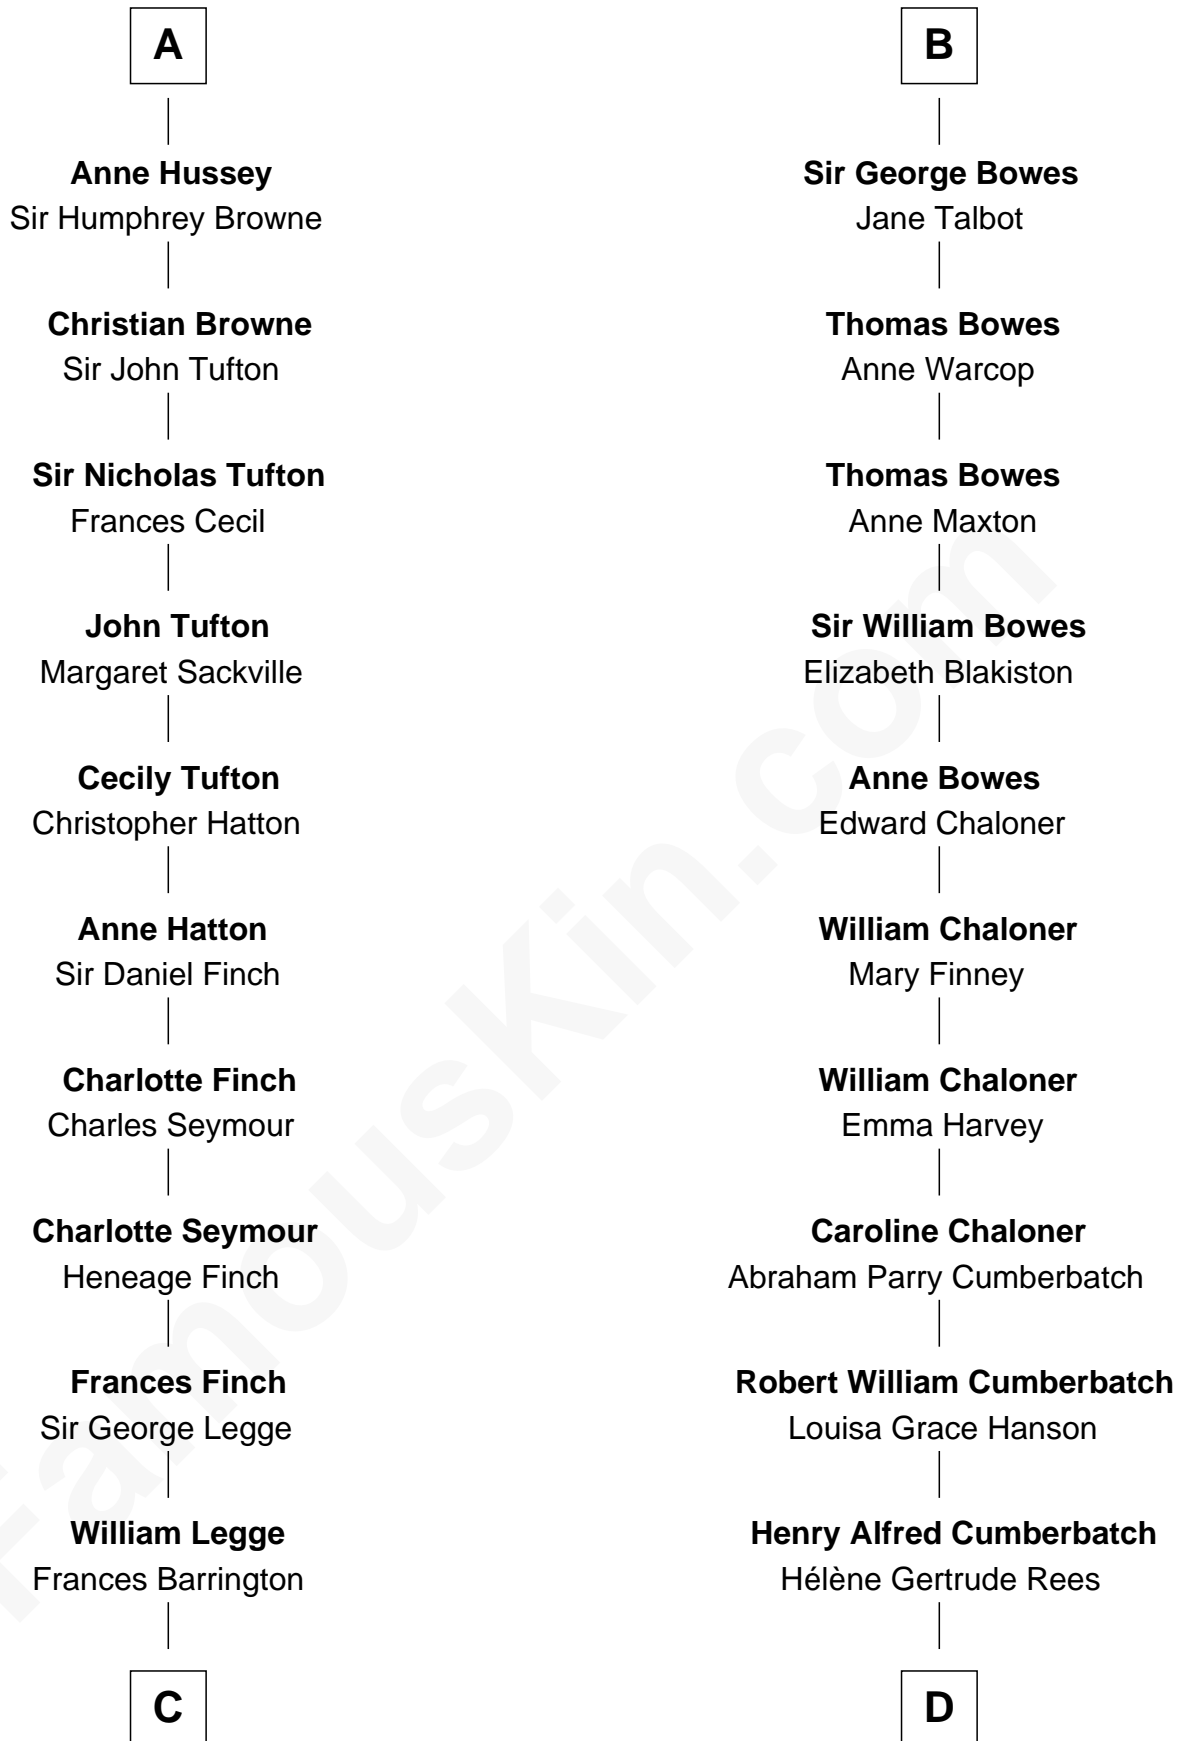 A
Anne Hussey
Sir Humphrey Browne
Christian Browne
Sir John Tufton
Sir Nicholas Tufton
Frances Cecil
John Tufton
Margaret Sackville
Cecily Tufton
Christopher Hatton
Anne Hatton
Sir Daniel Finch
Charlotte Finch
Charles Seymour
Charlotte Seymour
Heneage Finch
Frances Finch
Sir George Legge
William Legge
Frances Barrington
C
B
Sir George Bowes
Jane Talbot
Thomas Bowes
Anne Warcop
Thomas Bowes
Anne Maxton
Sir William Bowes
Elizabeth Blakiston
Anne Bowes
Edward Chaloner
William Chaloner
Mary Finney
William Chaloner
Emma Harvey
Caroline Chaloner
Abraham Parry Cumberbatch
Robert William Cumberbatch
Louisa Grace Hanson
Henry Alfred Cumberbatch
Hélène Gertrude Rees
D
FamousKin.com